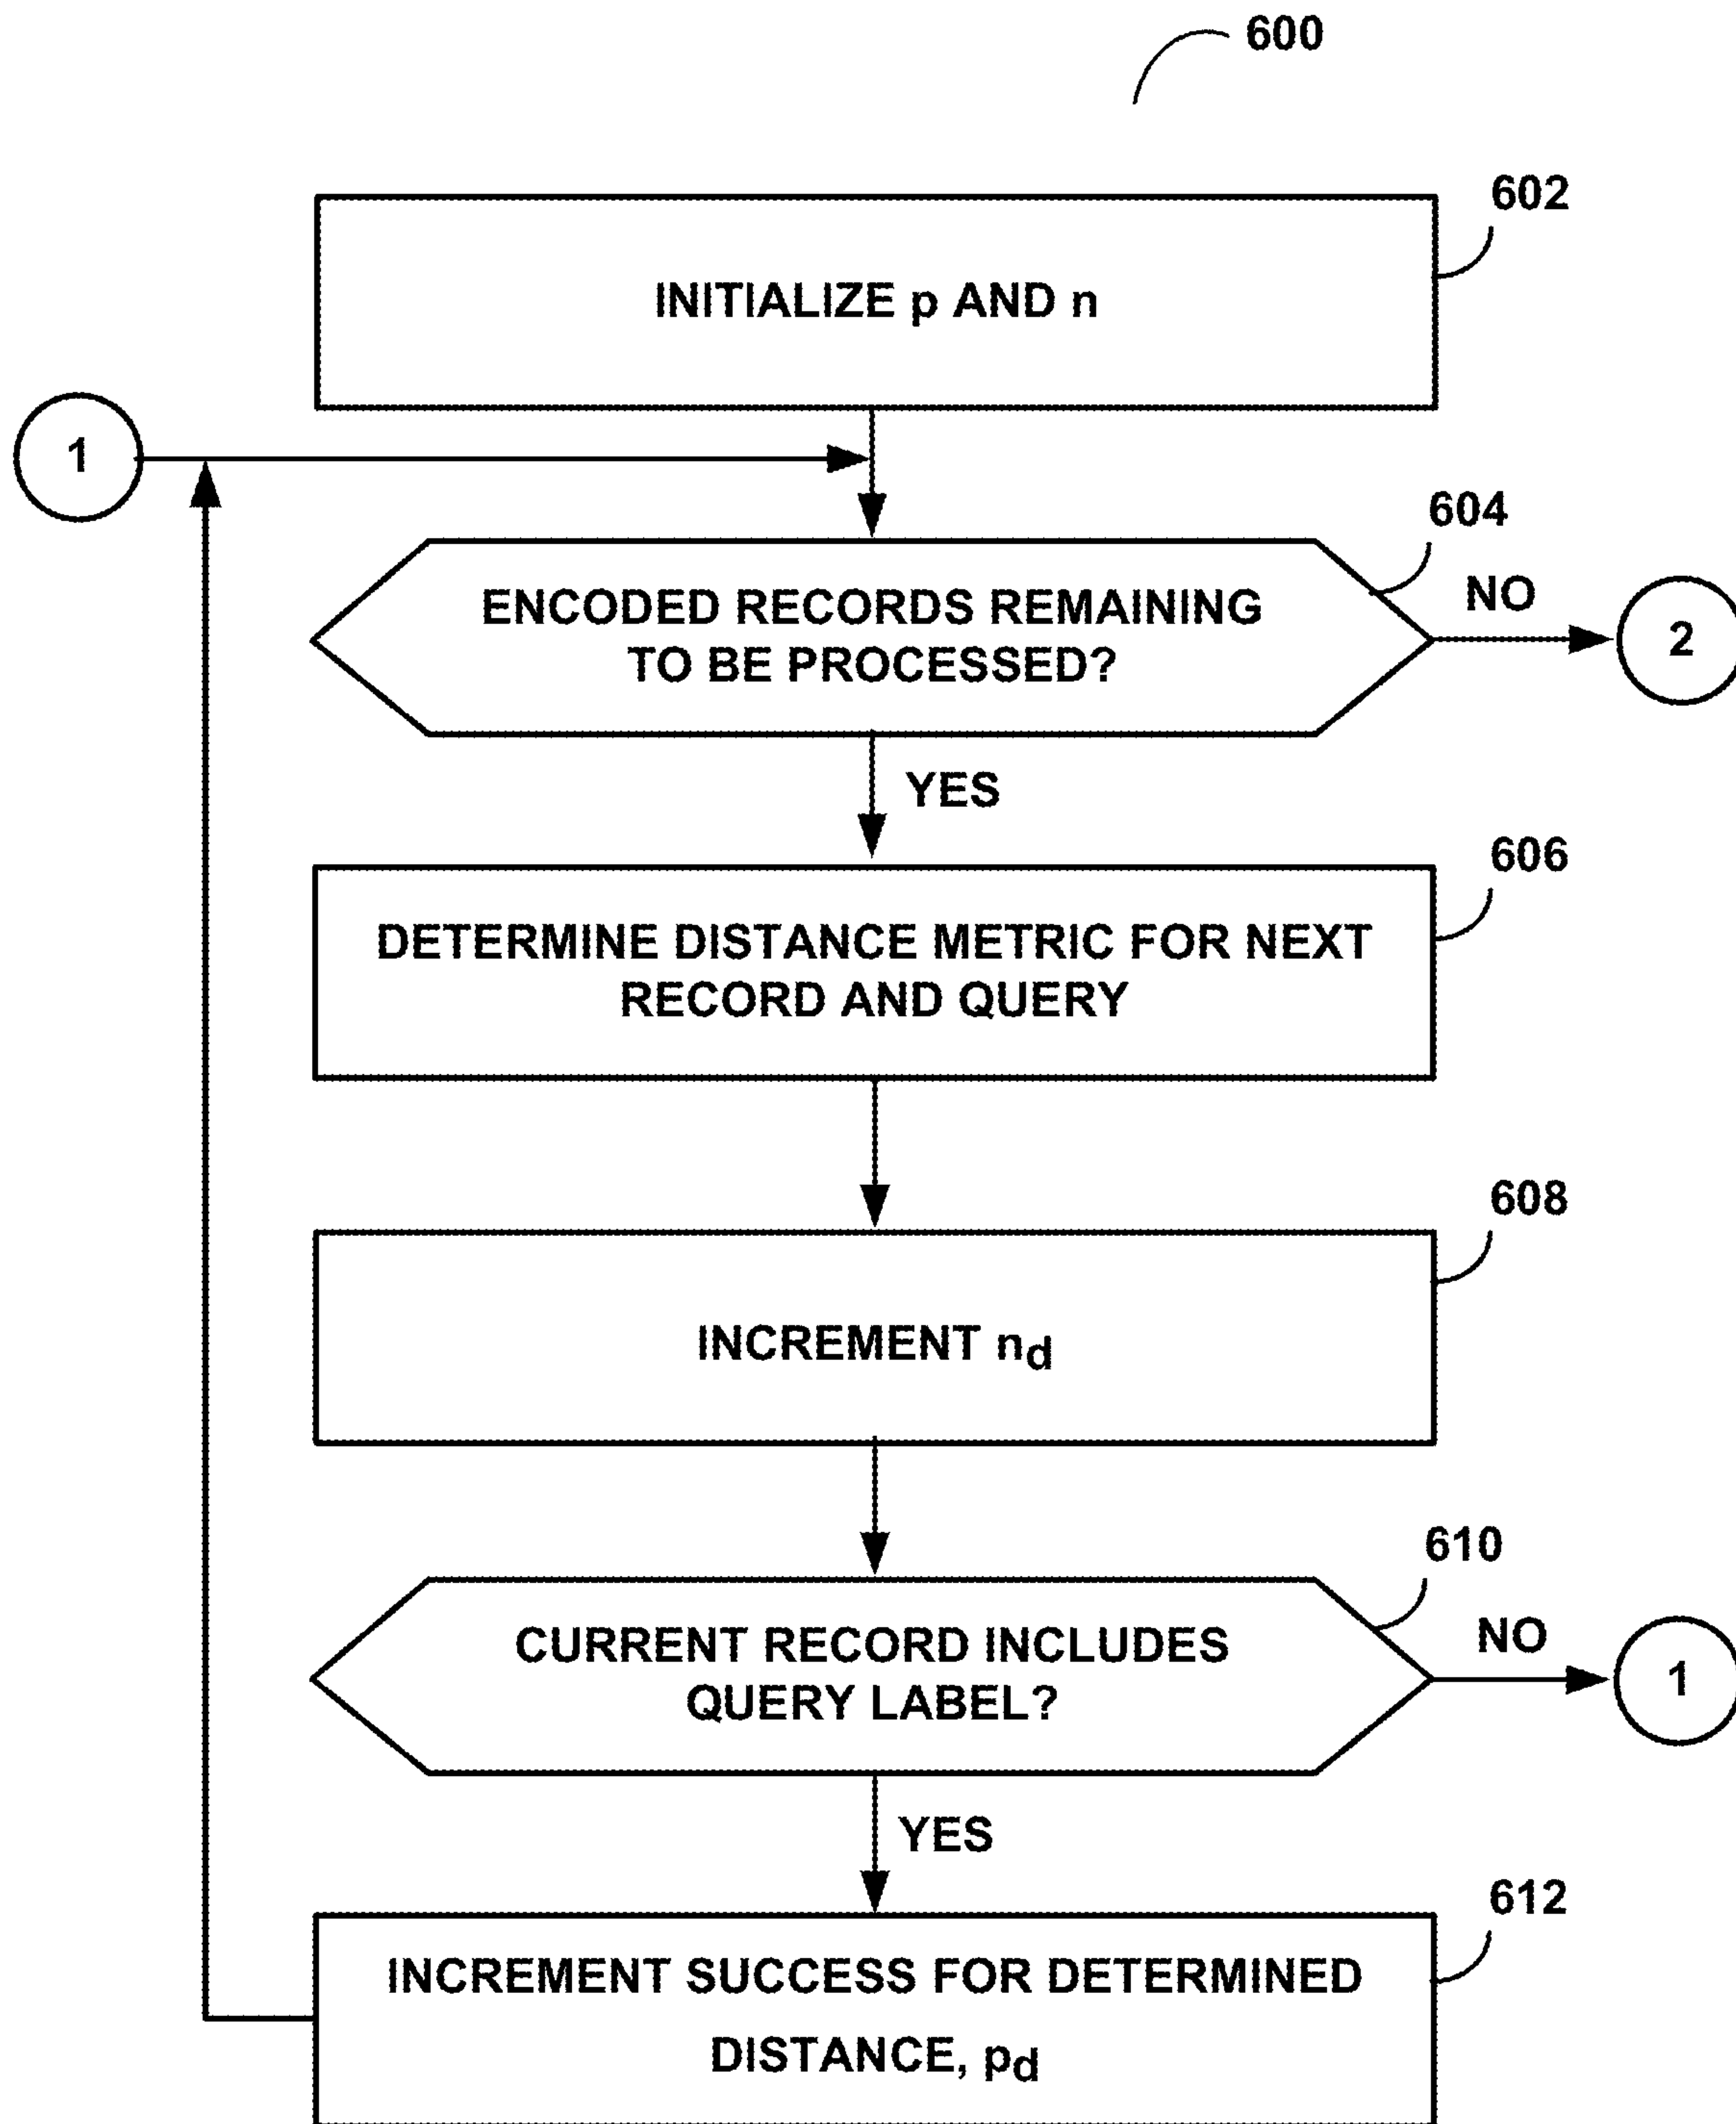 600
602
INITIALIZE p AND n
1
604
ENCODED RECORDS REMAINING
TO BE PROCESSED?
NO
2
YES
606
DETERMINE DISTANCE METRIC FOR NEXT
RECORD AND QUERY
608
INCREMENT nd
610
CURRENT RECORD INCLUDES
QUERY LABEL?
NO
1
YES
612
INCREMENT SUCCESS FOR DETERMINED
DISTANCE, pd